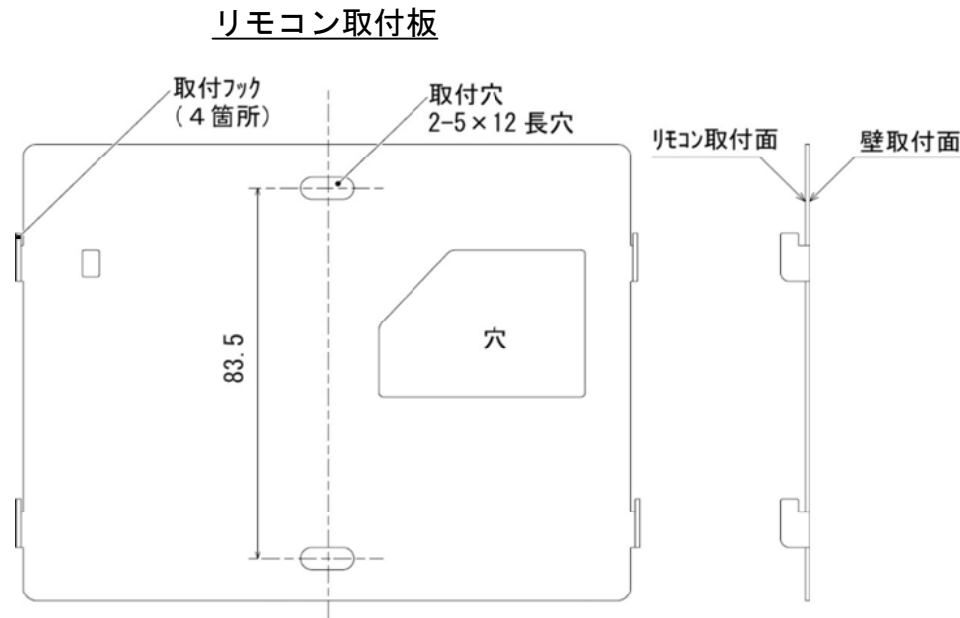 リモコン取付板
取付ﾌｯｸ
(4箇所)
取付穴
2-5×12 長穴
ﾘﾓｺﾝ取付面
壁取付面
穴
83.5